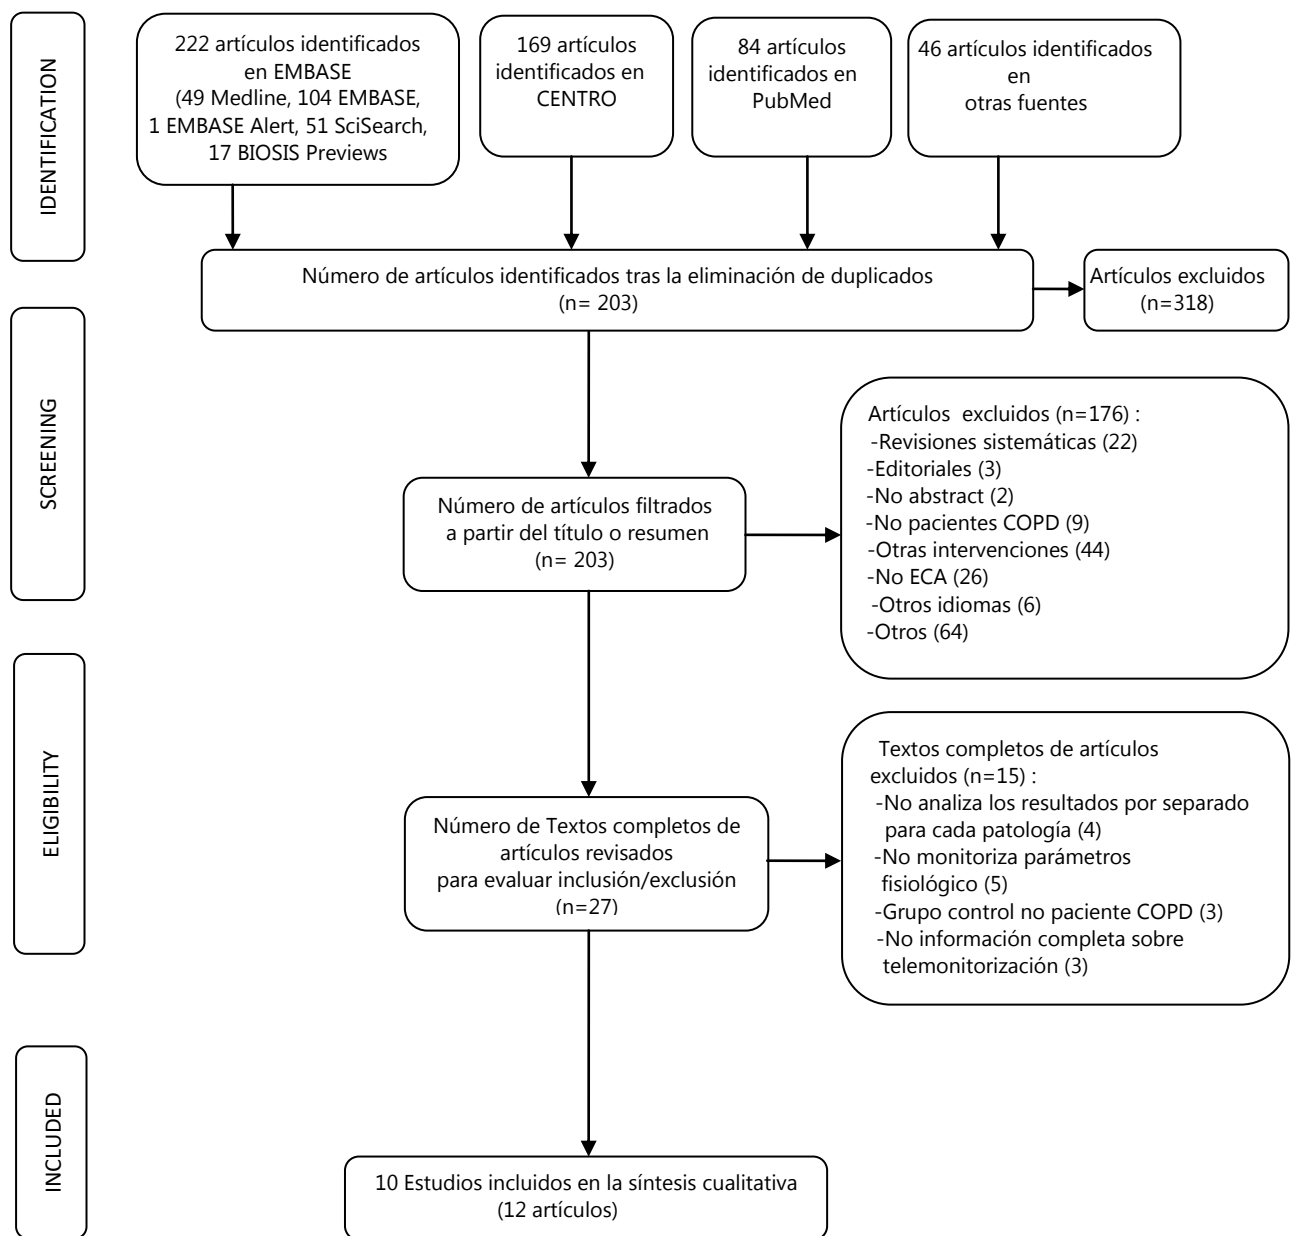 IDENTIFICATION
222 artículos identificados
en EMBASE
(49 Medline, 104 EMBASE,
1 EMBASE Alert, 51 SciSearch,
17 BIOSIS Previews
169 artículos
identificados en
CENTRO
84 artículos
identificados en
PubMed
46 artículos identificados
en
otras fuentes
Número de artículos identificados tras la eliminación de duplicados
(n= 203)
Artículos excluidos
(n=318)
SCREENING
Número de artículos filtrados
a partir del título o resumen
(n= 203)
Artículos excluidos (n=176) :
-Revisiones sistemáticas (22)
-Editoriales (3)
-No abstract (2)
-No pacientes COPD (9)
-Otras intervenciones (44)
-No ECA (26)
-Otros idiomas (6)
-Otros (64)
ELIGIBILITY
Número de Textos completos de
artículos revisados
para evaluar inclusión/exclusión
(n=27)
Textos completos de artículos
excluidos (n=15) :
-No analiza los resultados por separado
para cada patología (4)
-No monitoriza parámetros
fisiológico (5)
-Grupo control no paciente COPD (3)
-No información completa sobre
telemonitorización (3)
INCLUDED
10 Estudios incluidos en la síntesis cualitativa
(12 artículos)